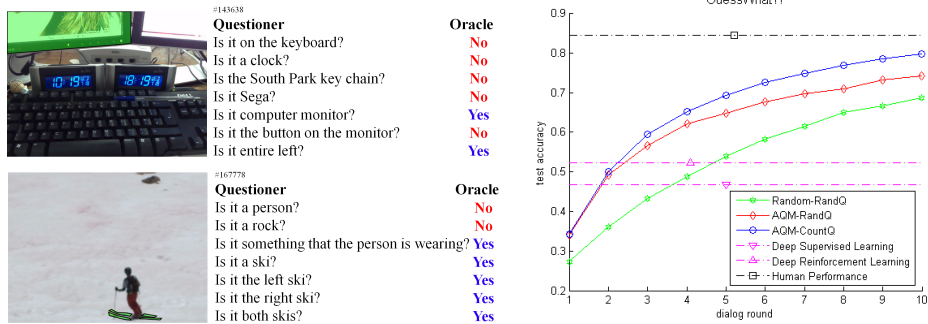 #143638
Questioner Oracle
Is it on the keyboard? No
Is it a clock? No
Is the South Park key chain? No
Is it Sega? No
Is it computer monitor? Yes
Is it the button on the monitor? No
Is it entire left? Yes
10:19
18:19
#167778
Questioner Oracle
Is it a person? No
Is it a rock? No
Is it something that the person is wearing? Yes
Is it a ski? Yes
Is it the left ski? Yes
Is it the right ski? Yes
Is it both skis? Yes
GuessWhat??
0.9
0.8
0.7
0.6
0.5
0.4
0.3
0.2
test accuracy
Random-RandQ
AQM-RandQ
AQM-CountQ
Deep Supervised Learning
Deep Reinforcement Learning
Human Performance
1 2 3 4 5 6 7 8 9 10
dialog round